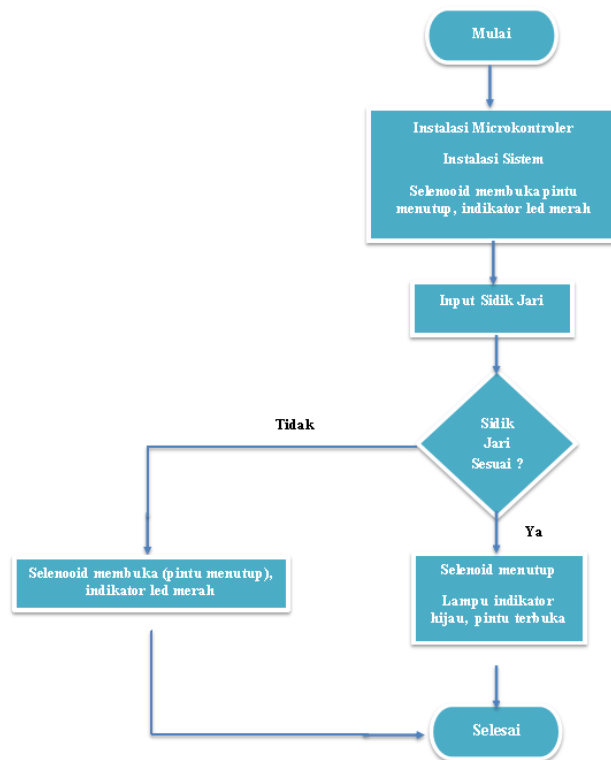 Mulai
Instalasi Microkontroler
Instalasi Sistem
Selenooid membuka pintu
menutup, indikator led merah
Input Sidik Jari
Sidik
Jari
Sesuai ?
Tidak
Ya
Selenooid membuka (pintu menutup),
indikator led merah
Selenoid menutup
Lampu indikator
hijau, pintu terbuka
Selesai